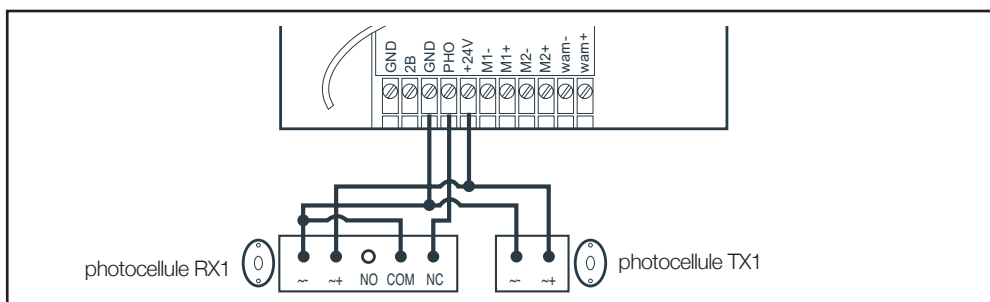 GND 2B GND PHO +24V M1- M1+ M2- M2+ wam- wam+
photocellule RX1
~- ~+ NO COM NC
~- ~+
photocellule TX1